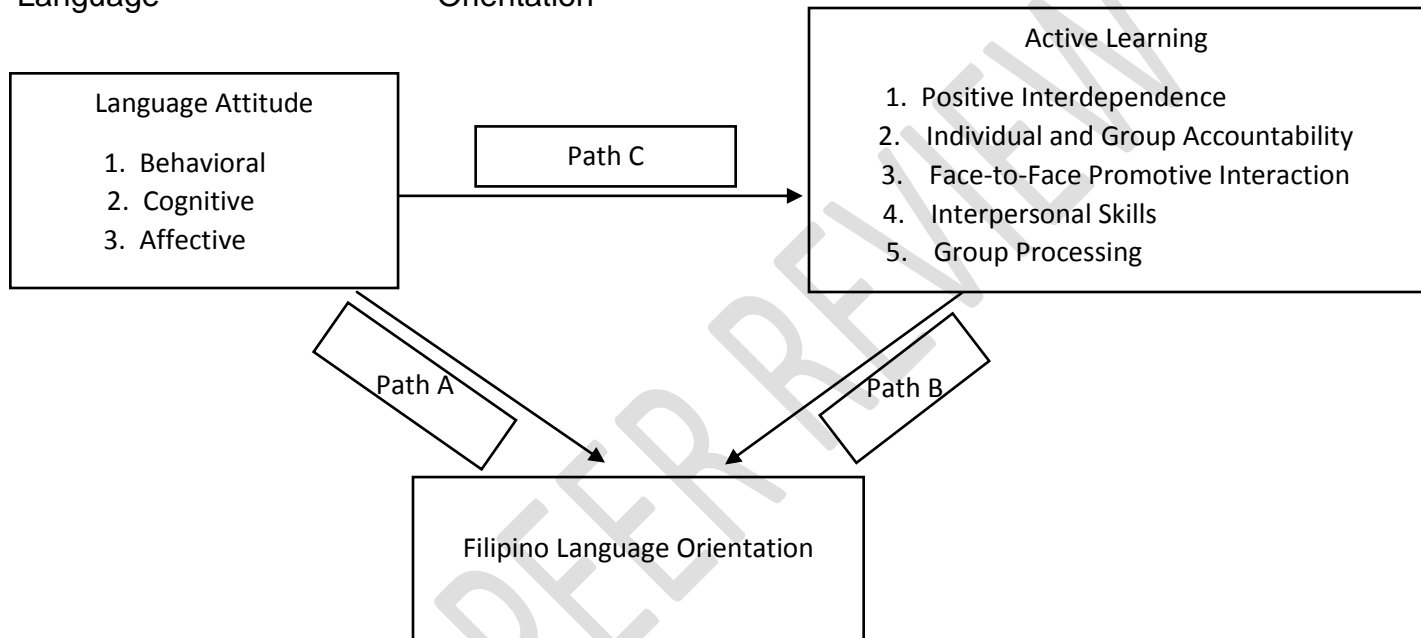 Language Orientation
Active Learning
1. Positive Interdependence
2. Individual and Group Accountability
3. Face-to-Face Promotive Interaction
4. Interpersonal Skills
5. Group Processing
Language Attitude
1. Behavioral
2. Cognitive
3. Affective
Path C
Path A
Path B
Filipino Language Orientation
PEER REVIEW